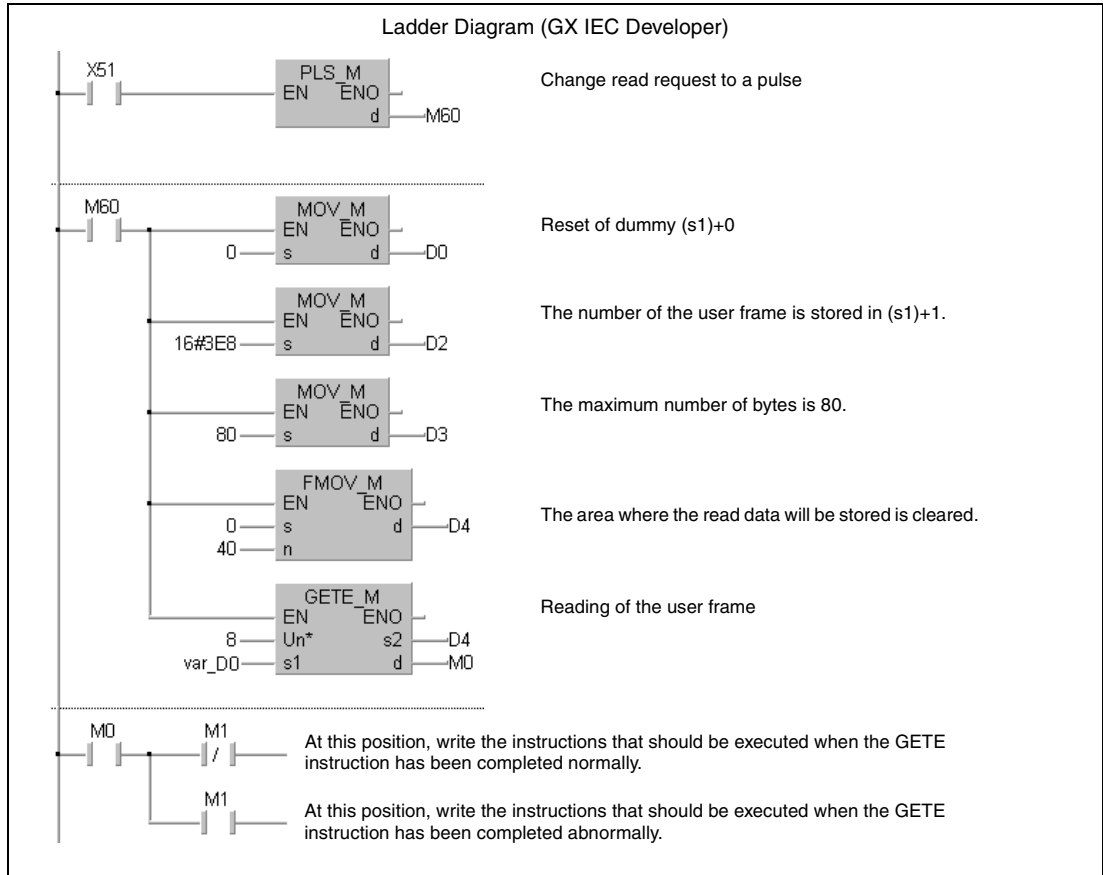 Ladder Diagram (GX IEC Developer)
X51
PLS_M
EN ENO
d M60
Change read request to a pulse
M60
MOV_M
EN ENO
0 s d D0
Reset of dummy (s1)+0
MOV_M
EN ENO
16#3E8 s d D2
The number of the user frame is stored in (s1)+1.
MOV_M
EN ENO
80 s d D3
The maximum number of bytes is 80.
FMOV_M
EN ENO
0 s d D4
40 n
The area where the read data will be stored is cleared.
GETE_M
EN ENO
8 Un* s2 D4
var_D0 s1 d M0
Reading of the user frame
M0 M1
/
At this position, write the instructions that should be executed when the GETE
instruction has been completed normally.
M1
At this position, write the instructions that should be executed when the GETE
instruction has been completed abnormally.